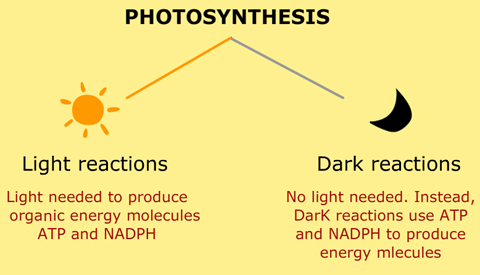 PHOTOSYNTHESIS
Light reactions
Light needed to produce
organic energy molecules
ATP and NADPH
Dark reactions
No light needed. Instead,
DarK reactions use ATP
and NADPH to produce
energy mlecules